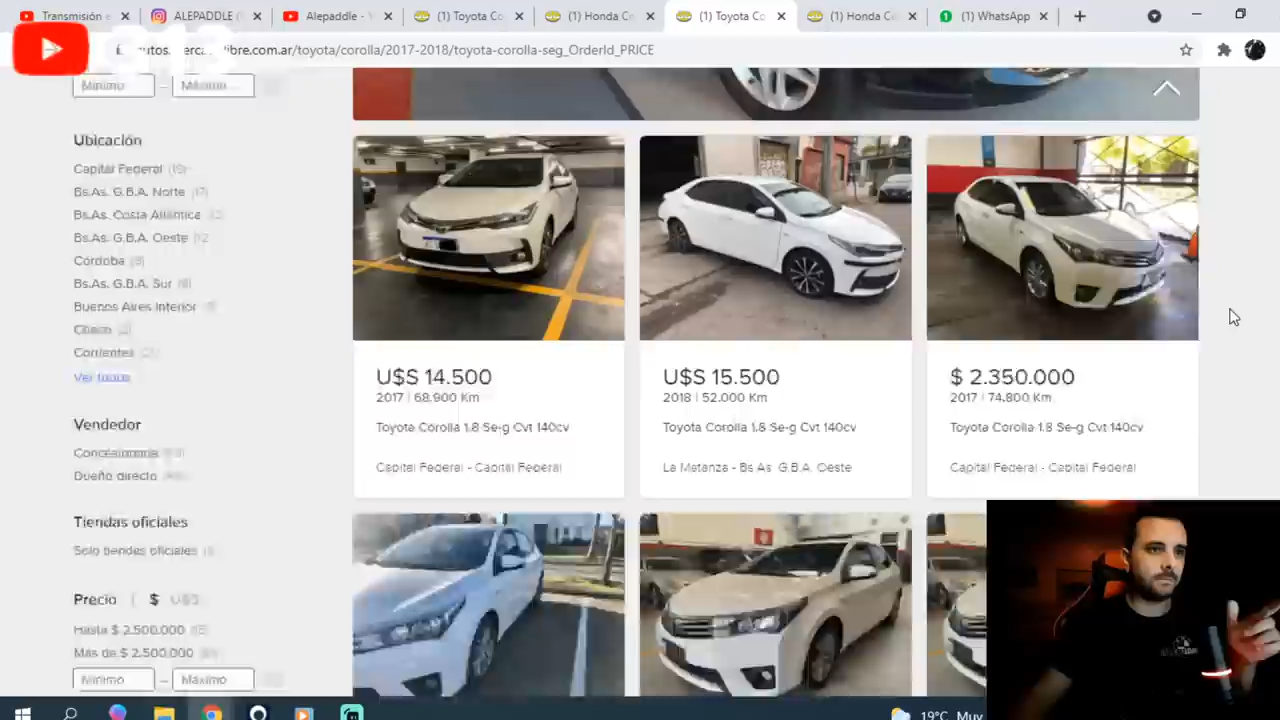 Transmisión en
ALEPADDLE (
Alepaddle -
(1) Toyota Co
(1) Honda Ci
(1) Toyota Co
(1) Honda Ci
(1) WhatsApp
libre.com.ar/toyota/corolla/2017-2018/toyota-corolla-seg_OrderId_PRICE
Mínimo
Máximo
Ubicación
Capital Federal
Bs.As. G.B.A. Norte
Bs.As. Costa Atlántica
Bs.As. G.B.A. Oeste
Córdoba
Bs.As. G.B.A. Sur
Buenos Aires Interior
Chaco
Corrientes
Ver todos
Vendedor
Concesionaria
Dueño directo
Tiendas oficiales
Solo tiendas oficiales
Precio | $ U$S
Hasta $ 2.500.000
Más de $ 2.500.000
Mínimo
Máximo
U$S 14.500
2017 | 68.900 Km
Toyota Corolla 1.8 Se-g Cvt 140cv
Capital Federal - Capital Federal
U$S 15.500
2018 | 52.000 Km
Toyota Corolla 1.8 Se-g Cvt 140cv
La Matanza - Bs.As. G.B.A. Oeste
$ 2.350.000
2017 | 74.800 Km
Toyota Corolla 1.8 Se-g Cvt 140cv
Capital Federal - Capital Federal
19°C Muy